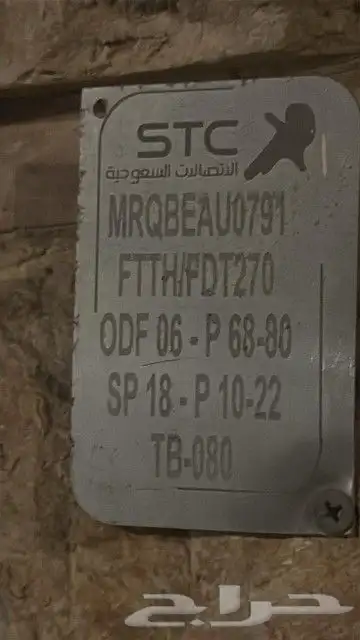 STC
الاتصالات السعودية
MRQBEAU0791
FTTH/FDT270
ODF 06 - P 68-80
SP 18 - P 10-22
TB-080
حراج